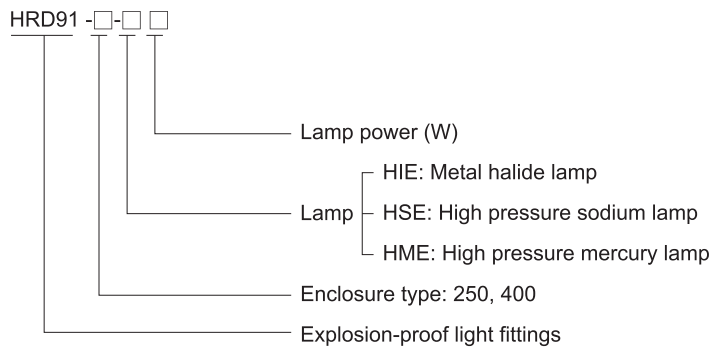 HRD91 -□-□ □
Lamp power (W)
HIE: Metal halide lamp
Lamp
HSE: High pressure sodium lamp
HME: High pressure mercury lamp
Enclosure type: 250, 400
Explosion-proof light fittings